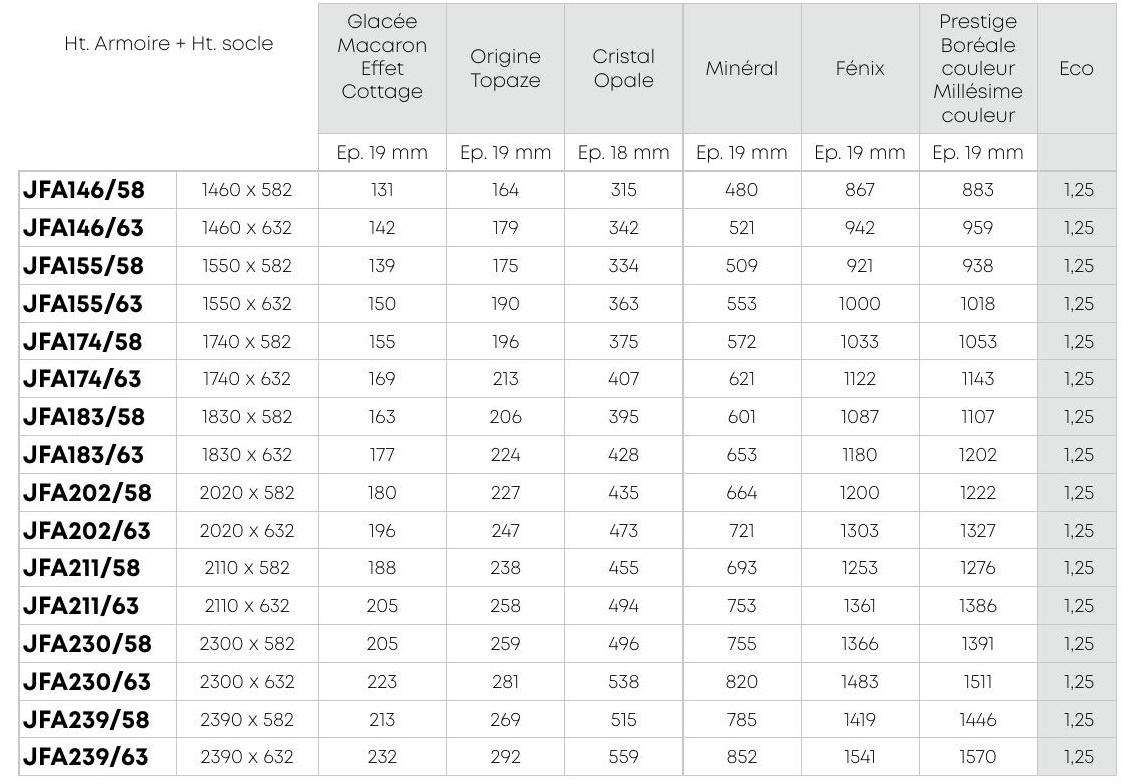 Ht. Armoire + Ht. socle
Glacée
Macaron
Effet
Cottage
Origine
Topaze
Cristal
Opale
Minéral
Fénix
Prestige
Boréale
couleur
Millésime
couleur
Eco
Ep. 19 mm Ep. 19 mm Ep. 18 mm Ep. 19 mm Ep. 19 mm Ep. 19 mm
JFA146/58 1460 x 582 131 164 315 480 867 883 1,25
JFA146/63 1460 x 632 142 179 342 521 942 959 1,25
JFA155/58 1550 x 582 139 175 334 509 921 938 1,25
JFA155/63 1550 x 632 150 190 363 553 1000 1018 1,25
JFA174/58 1740 x 582 155 196 375 572 1033 1053 1,25
JFA174/63 1740 x 632 169 213 407 621 1122 1143 1,25
JFA183/58 1830 x 582 163 206 395 601 1087 1107 1,25
JFA183/63 1830 x 632 177 224 428 653 1180 1202 1,25
JFA202/58 2020 x 582 180 227 435 664 1200 1222 1,25
JFA202/63 2020 x 632 196 247 473 721 1303 1327 1,25
JFA211/58 2110 x 582 188 238 455 693 1253 1276 1,25
JFA211/63 2110 x 632 205 258 494 753 1361 1386 1,25
JFA230/58 2300 x 582 205 259 496 755 1366 1391 1,25
JFA230/63 2300 x 632 223 281 538 820 1483 1511 1,25
JFA239/58 2390 x 582 213 269 515 785 1419 1446 1,25
JFA239/63 2390 x 632 232 292 559 852 1541 1570 1,25